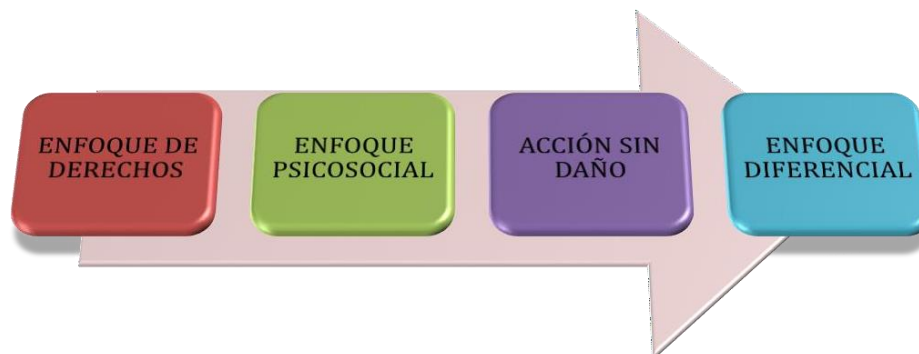 ENFOQUE DE
DERECHOS
ENFOQUE
PSICOSOCIAL
ACCIÓN SIN
DAÑO
ENFOQUE
DIFERENCIAL